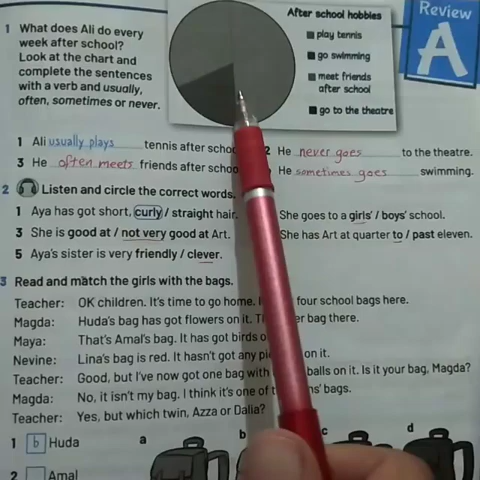 After school hobbies
Review
A
play tennis
go swimming
meet friends
after school
go to the theatre
1 What does Ali do every
week after school?
Look at the chart and
complete the sentences
with a verb and usually,
often, sometimes or never.
1 Ali usually plays tennis after
2 He never goes to the theatre.
3 He often meets friends after
He sometimes goes swimming.
2 Listen and circle the correct words.
1 Aya has got short, curly / straight hair.
She goes to a girls' / boys' school.
3 She is good at / not very good at Art.
She has Art at quarter to / past eleven.
5 Aya's sister is very friendly / clever.
3 Read and match the girls with the bags.
Teacher: OK children. It's time to go home. four school bags here.
Magda: Huda's bag has got flowers on it. bag there.
Maya: That's Amal's bag. It has got birds
Nevine: Lina's bag is red. It hasn't got any on it.
Teacher: Good, but I've now got one bag with balls on it. Is it your bag, Magda?
Magda: No, it isn't my bag. I think it's one of bags.
Teacher: Yes, but which twin, Azza or Dalia?
1 b Huda
a
b
c
d
2 Amal